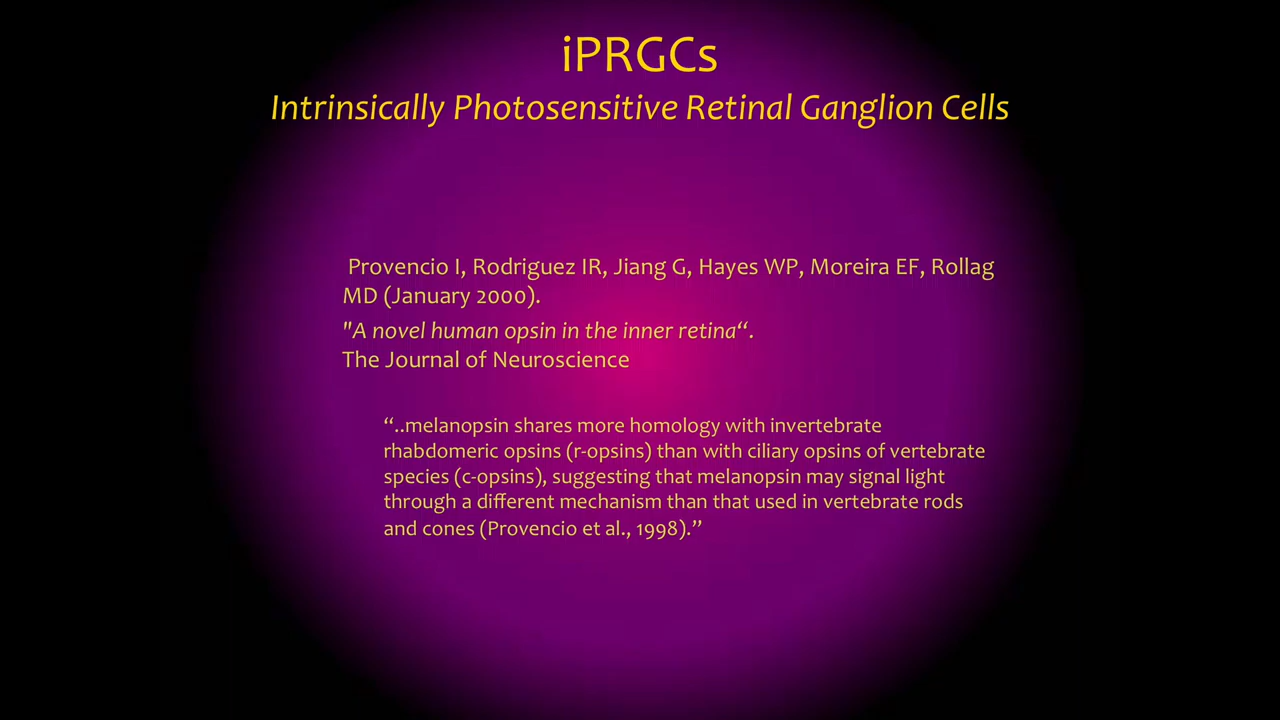 iPRGCs
Intrinsically Photosensitive Retinal Ganglion Cells
Provencio I, Rodriguez IR, Jiang G, Hayes WP, Moreira EF, Rollag
MD (January 2000).
"A novel human opsin in the inner retina“.
The Journal of Neuroscience
“..melanopsin shares more homology with invertebrate
rhabdomeric opsins (r-opsins) than with ciliary opsins of vertebrate
species (c-opsins), suggesting that melanopsin may signal light
through a different mechanism than that used in vertebrate rods
and cones (Provencio et al., 1998).”